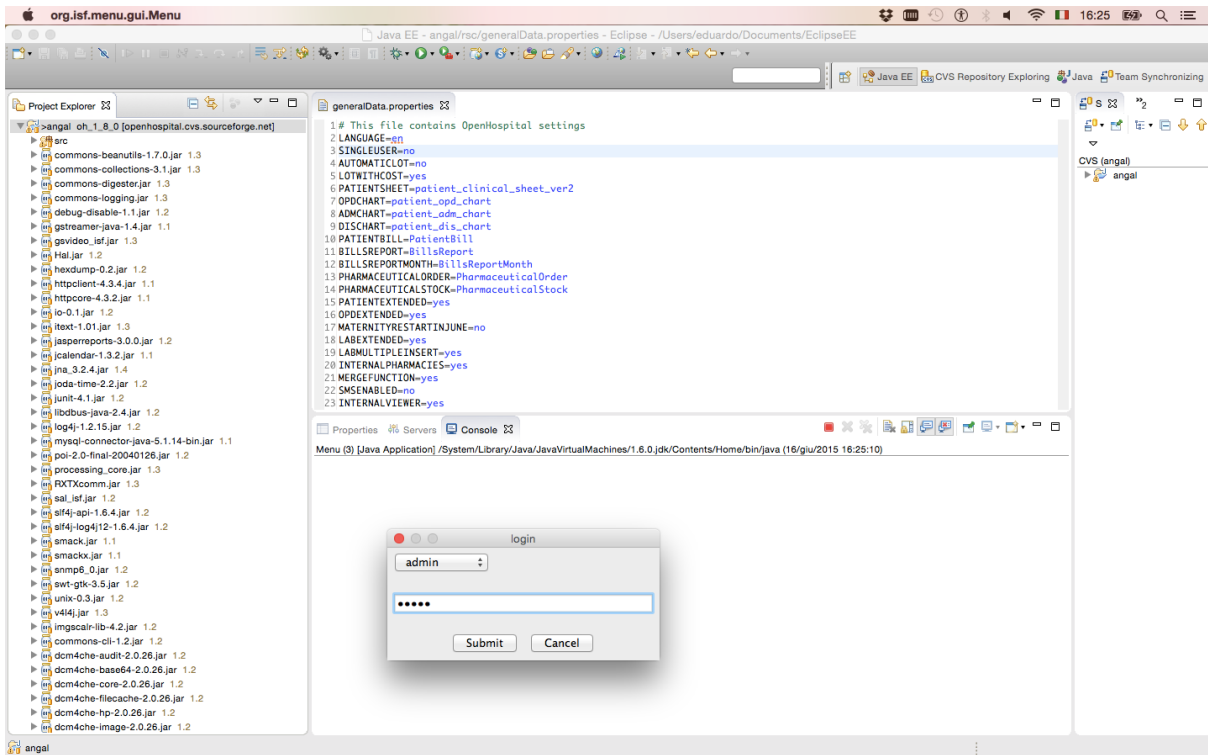 org.isf.menu.gui.Menu
16:25
Java EE - angal/rsc/generalData.properties - Eclipse - /Users/eduardo/Documents/EclipseEE
Java EE
CVS Repository Exploring
Java
Team Synchronizing
Project Explorer
>angal oh_1_8_0 [openhospital.cvs.sourceforge.net]
src
commons-beanutils-1.7.0.jar 1.3
commons-collections-3.1.jar 1.3
commons-digester.jar 1.3
commons-logging.jar 1.3
debug-disable-1.1.jar 1.2
gstreamer-java-1.4.jar 1.1
gsvideo_isf.jar 1.3
Hal.jar 1.2
hexdump-0.2.jar 1.2
httpclient-4.3.4.jar 1.1
httpcore-4.3.2.jar 1.1
io-0.1.jar 1.2
itext-1.01.jar 1.3
jasperreports-3.0.0.jar 1.2
jcalendar-1.3.2.jar 1.1
jna_3.2.4.jar 1.4
joda-time-2.2.jar 1.2
junit-4.1.jar 1.2
libdbus-java-2.4.jar 1.2
log4j-1.2.15.jar 1.2
mysql-connector-java-5.1.14-bin.jar 1.1
poi-2.0-final-20040126.jar 1.2
processing_core.jar 1.3
RXTXcomm.jar 1.3
sal_isf.jar 1.2
slf4j-api-1.6.4.jar 1.2
slf4j-log4j12-1.6.4.jar 1.2
smack.jar 1.1
smackx.jar 1.1
snmp6_0.jar 1.2
swt-gtk-3.5.jar 1.2
unix-0.3.jar 1.2
v4l4j.jar 1.3
imgscalr-lib-4.2.jar 1.1
commons-cli-1.2.jar 1.2
dcm4che-audit-2.0.26.jar 1.2
dcm4che-base64-2.0.26.jar 1.2
dcm4che-core-2.0.26.jar 1.2
dcm4che-filecache-2.0.26.jar 1.2
dcm4che-hp-2.0.26.jar 1.2
dcm4che-image-2.0.26.jar 1.2
generalData.properties
1 # This file contains OpenHospital settings
2 LANGUAGE=en
3 SINGLEUSER=no
4 AUTOMATICLOT=no
5 LOTWITHCOST=yes
6 PATIENTSHEET=patient_clinical_sheet_ver2
7 OPDCHART=patient_opd_chart
8 ADMCHART=patient_adm_chart
9 DISCHART=patient_dis_chart
10 PATIENTBILL=PatientBill
11 BILLSREPORT=BillsReport
12 BILLSREPORTMONTH=BillsReportMonth
13 PHARMACEUTICALORDER=PharmaceuticalOrder
14 PHARMACEUTICALSTOCK=PharmaceuticalStock
15 PATIENTEXTENDED=yes
16 OPDEXTENDED=yes
17 MATERNITYRESTARTINJUNE=no
18 LABEXTENDED=yes
19 LABMULTIPLEINSERT=yes
20 INTERNALPHARMACIES=yes
21 MERGEFUNCTION=yes
22 SMSENABLED=no
23 INTERNALVIEWER=yes
S
»2
CVS (angal)
angal
Properties
Servers
Console
Menu (3) [Java Application] /System/Library/Java/JavaVirtualMachines/1.6.0.jdk/Contents/Home/bin/java (16/giu/2015 16:25:10)
login
admin
•••••
Submit
Cancel
angal